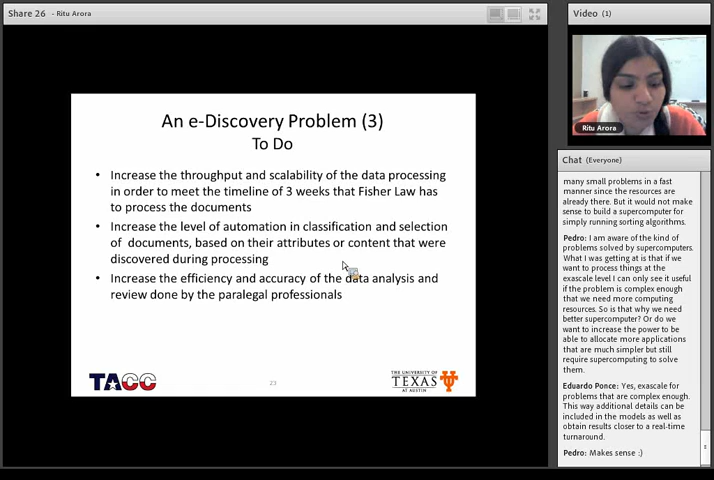 Share 26 - Ritu Arora
Video (1)
Ritu Arora
An e-Discovery Problem (3)
To Do
• Increase the throughput and scalability of the data processing
in order to meet the timeline of 3 weeks that Fisher Law has
to process the documents
• Increase the level of automation in classification and selection
of documents, based on their attributes or content that were
discovered during processing
• Increase the efficiency and accuracy of the data analysis and
review done by the paralegal professionals
TACC
23
THE UNIVERSITY OF
TEXAS
AT AUSTIN
Chat (Everyone)
many small problems in a fast
manner since the resources are
already there. But it would not make
sense to build a supercomputer for
simply running sorting algorithms.
Pedro: I am aware of the kind of
problems solved by supercomputers.
What I was getting at is that if we
want to process things at the
exascale level I can only see it useful
if the problem is complex enough
that we need more computing
resources. So is that why we need
better supercomputer? Or do we
want to increase the power to be
able to allocate more applications
that are much simpler but still
require supercomputing to solve
them.
Eduardo Ponce: Yes, exascale for
problems that are complex enough.
This way additional details can be
included in the models as well as
obtain results closer to a real-time
turnaround.
Pedro: Makes sense :)